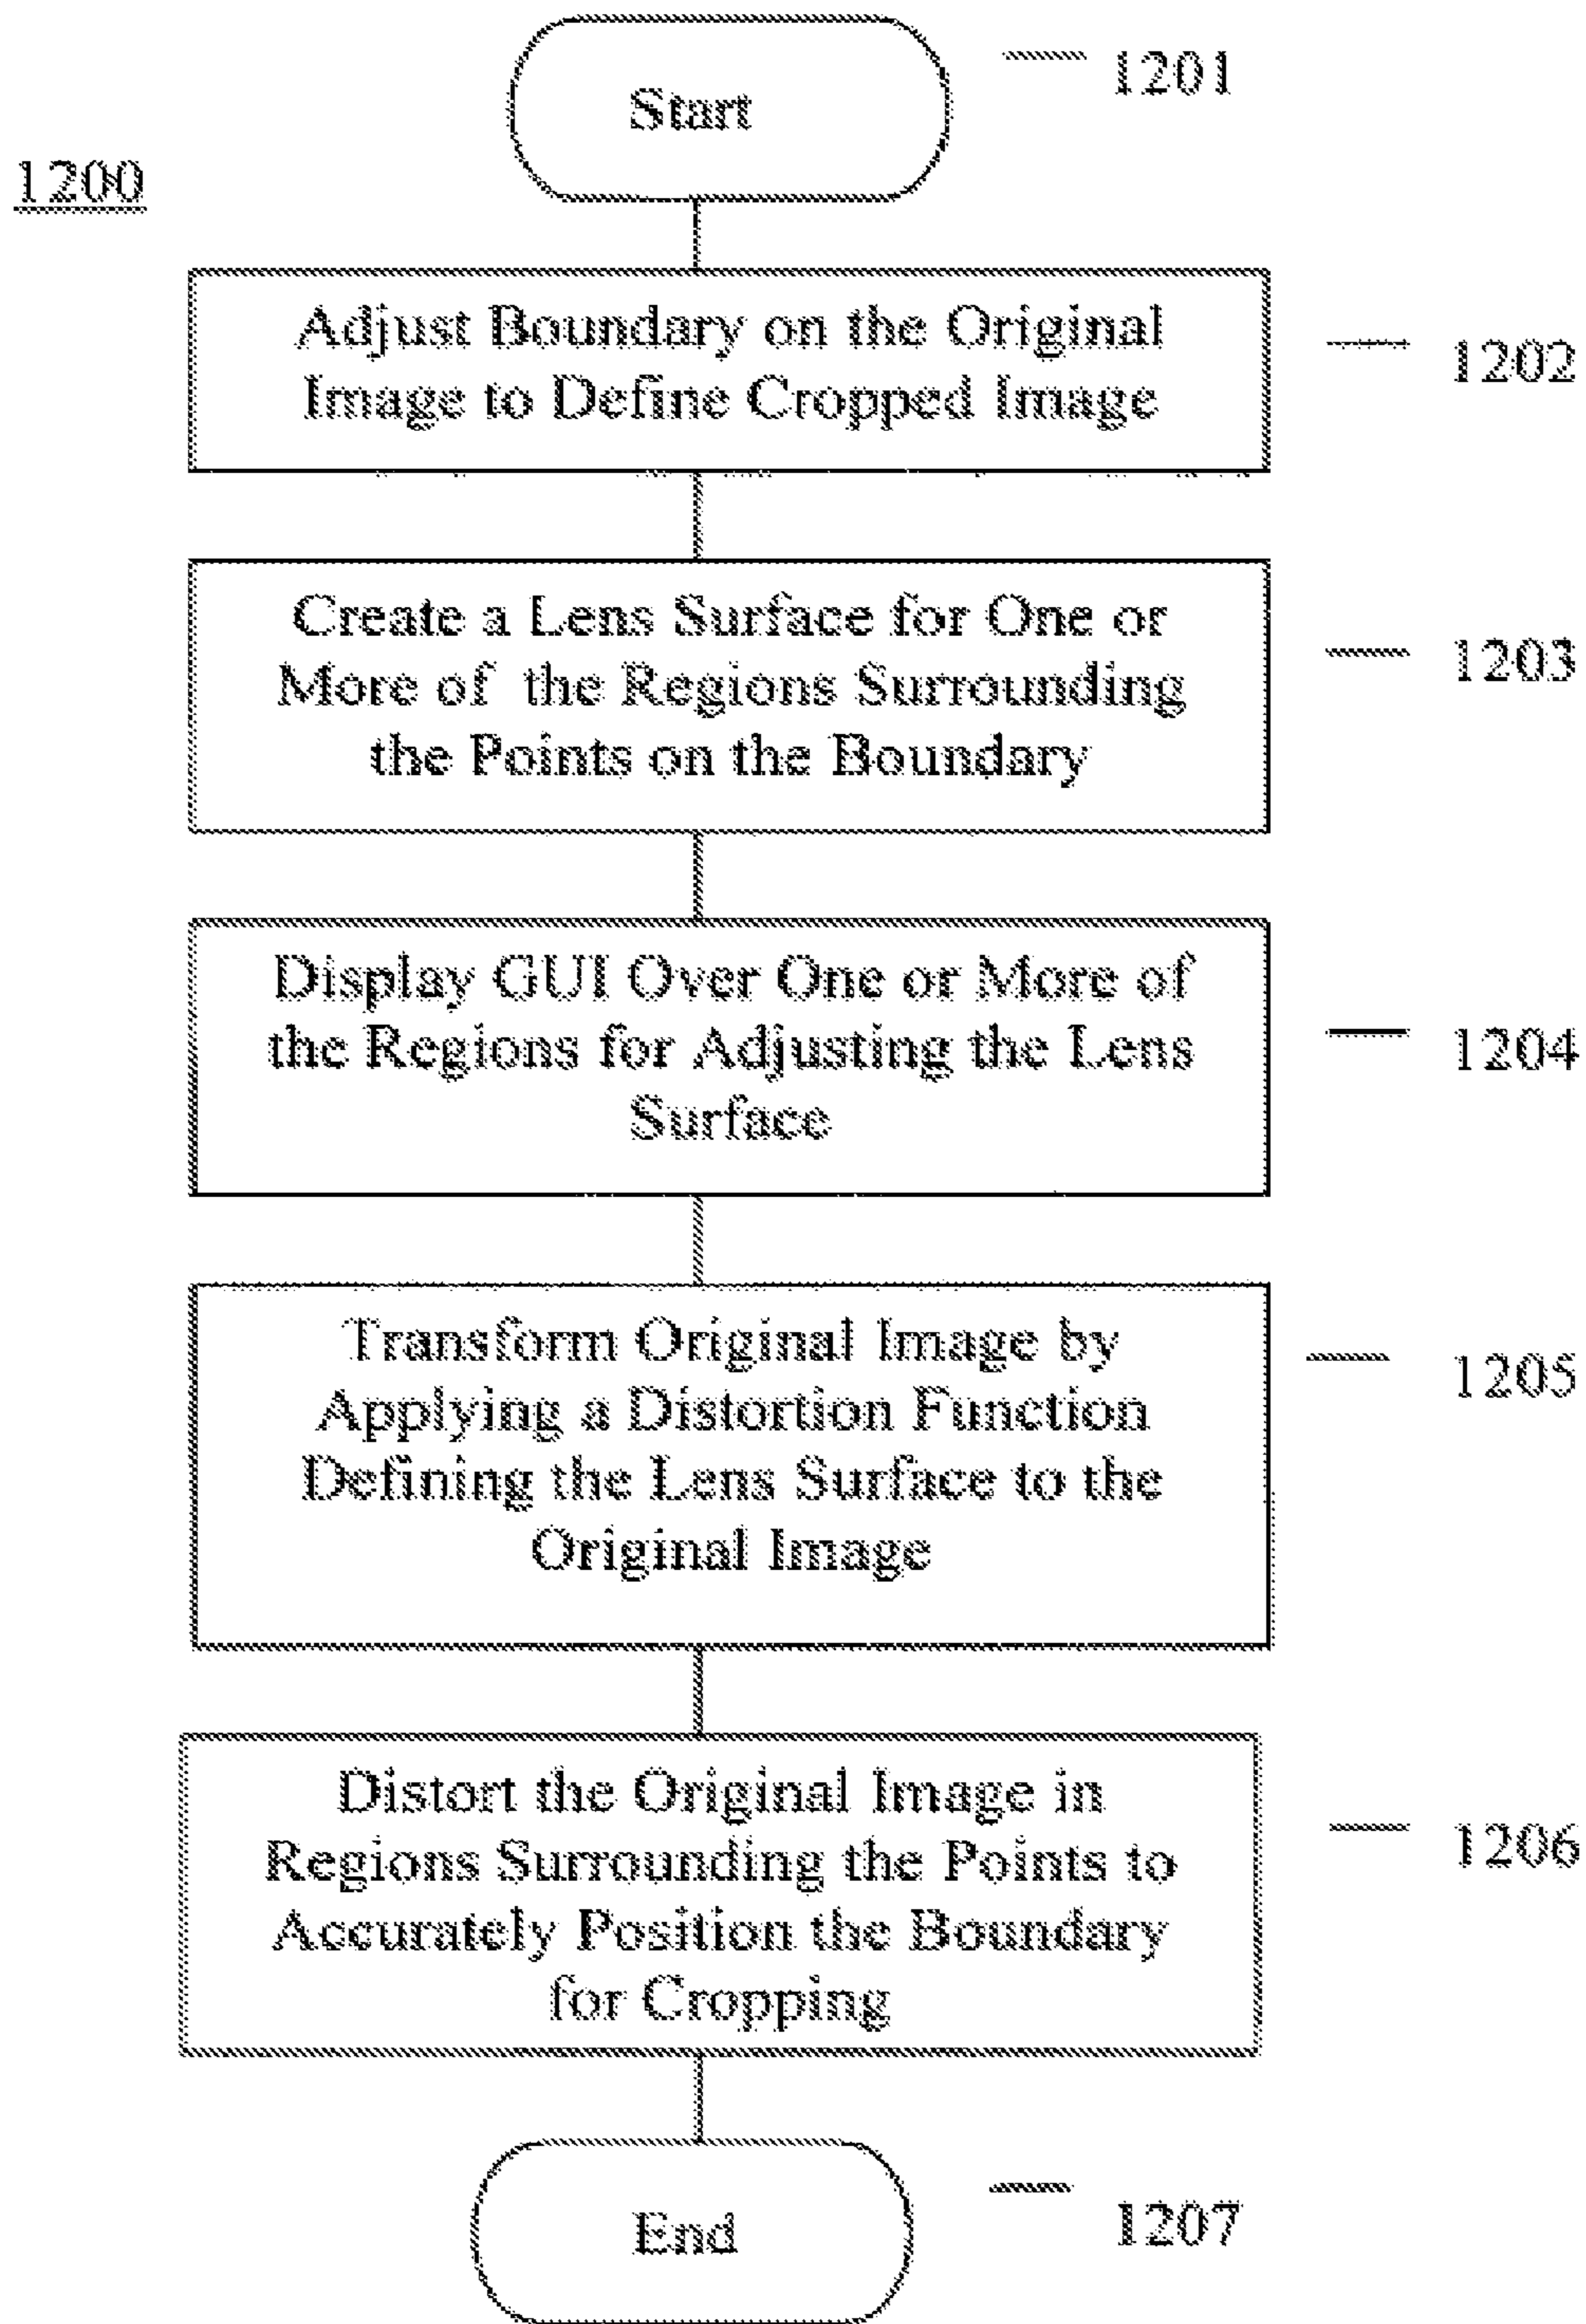 Start
1201
1200
Adjust Boundary on the Original
Image to Define Cropped Image
1202
Create a Lens Surface for One or
More of the Regions Surrounding
the Points on the Boundary
1203
Display GUI Over One or More of
the Regions for Adjusting the Lens
Surface
1204
Transform Original Image by
Applying a Distortion Function
Defining the Lens Surface to the
Original Image
1205
Distort the Original Image in
Regions Surrounding the Points to
Accurately Position the Boundary
for Cropping
1206
End
1207